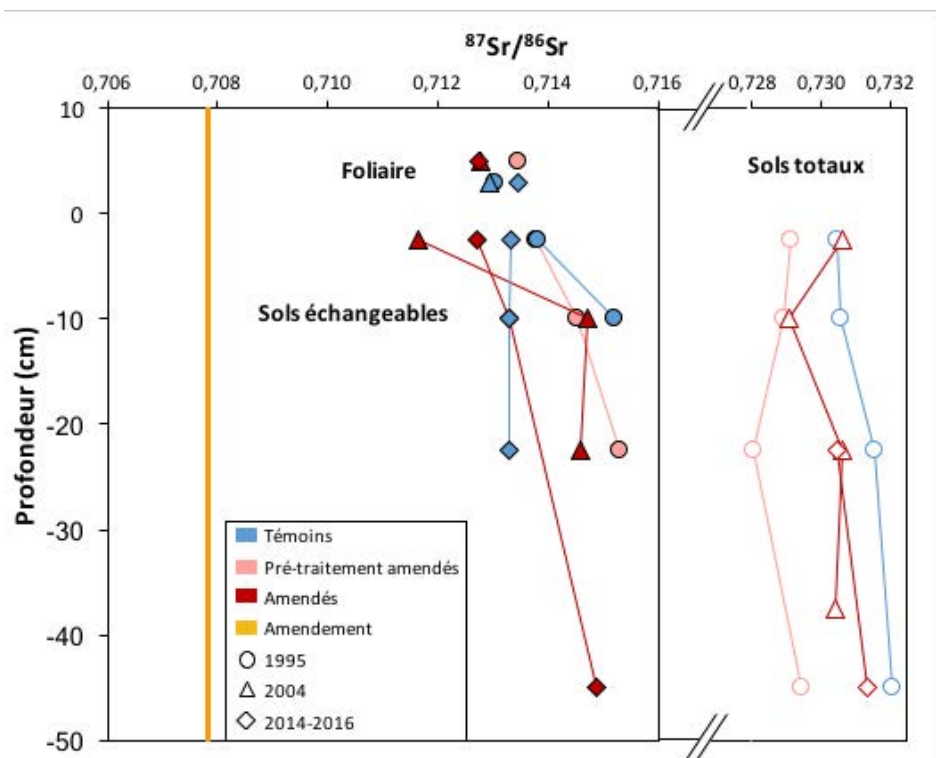 ⁸⁷Sr/⁸⁶Sr
0,706 0,708 0,710 0,712 0,714 0,716 0,728 0,730 0,732
10
Foliaire
Sols totaux
0
Sols échangeables
-10
-20
-30
-40
-50
Profondeur (cm)
Témoins
Pré-traitement amendés
Amendés
Amendement
1995
2004
2014-2016